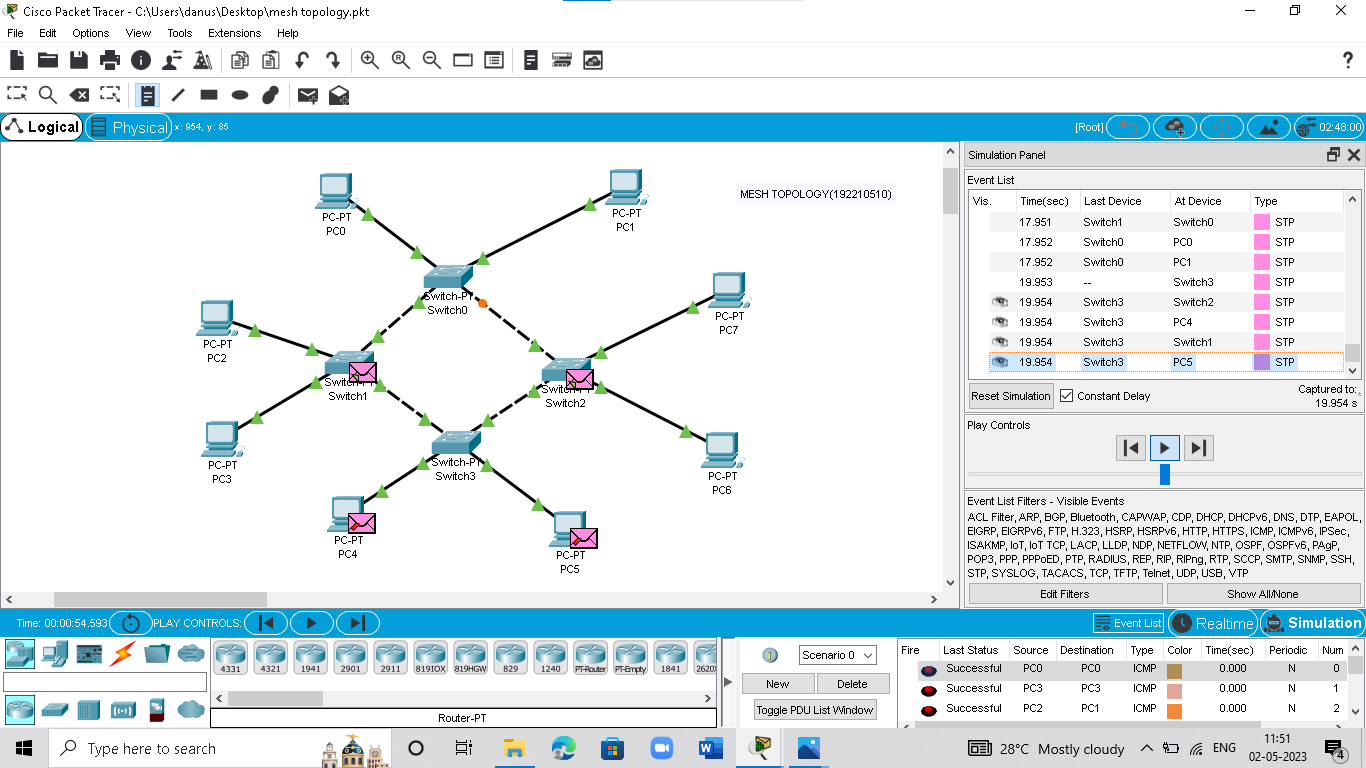 Cisco Packet Tracer - C:\Users\danus\Desktop\mesh topology.pkt
File Edit Options View Tools Extensions Help
?
Logical Physical x: 954, y: 85 [Root] 02:48:00
MESH TOPOLOGY(192210510)
PC-PT
PC0
PC-PT
PC1
Switch-PT
Switch0
PC-PT
PC7
PC-PT
PC2
Switch-PT
Switch1
Switch-PT
Switch2
PC-PT
PC3
Switch-PT
Switch3
PC-PT
PC6
PC-PT
PC4
PC-PT
PC5
Simulation Panel
Event List
Vis. Time(sec) Last Device At Device Type
17.951 Switch1 Switch0 STP
17.952 Switch0 PC0 STP
17.952 Switch0 PC1 STP
19.953 -- Switch3 STP
19.954 Switch3 Switch2 STP
19.954 Switch3 PC4 STP
19.954 Switch3 Switch1 STP
19.954 Switch3 PC5 STP
Reset Simulation Constant Delay Captured to:
19.954 s
Play Controls
Event List Filters - Visible Events
ACL Filter, ARP, BGP, Bluetooth, CAPWAP, CDP, DHCP, DHCPv6, DNS, DTP, EAPOL,
EIGRP, EIGRPv6, FTP, H.323, HSRP, HSRPv6, HTTP, HTTPS, ICMP, ICMPv6, IPSec,
ISAKMP, IoT, IoT TCP, LACP, LLDP, NDP, NETFLOW, NTP, OSPF, OSPFv6, PAgP,
POP3, PPP, PPPoED, PTP, RADIUS, REP, RIP, RIPng, RTP, SCCP, SMTP, SNMP, SSH,
STP, SYSLOG, TACACS, TCP, TFTP, Telnet, UDP, USB, VTP
Edit Filters Show All/None
Time: 00:00:54.593 PLAY CONTROLS: Event List Realtime Simulation
4331 4321 1941 2901 2911 819IOX 819HGW 829 1240 PT-Router PT-Empty 1841 2620X
Router-PT
Scenario 0
New Delete
Toggle PDU List Window
Fire Last Status Source Destination Type Color Time(sec) Periodic Num
Successful PC0 PC0 ICMP 0.000 N 0
Successful PC3 PC3 ICMP 0.000 N 1
Successful PC2 PC1 ICMP 0.000 N 2
Type here to search
28°C Mostly cloudy ENG 11:51
02-05-2023 4